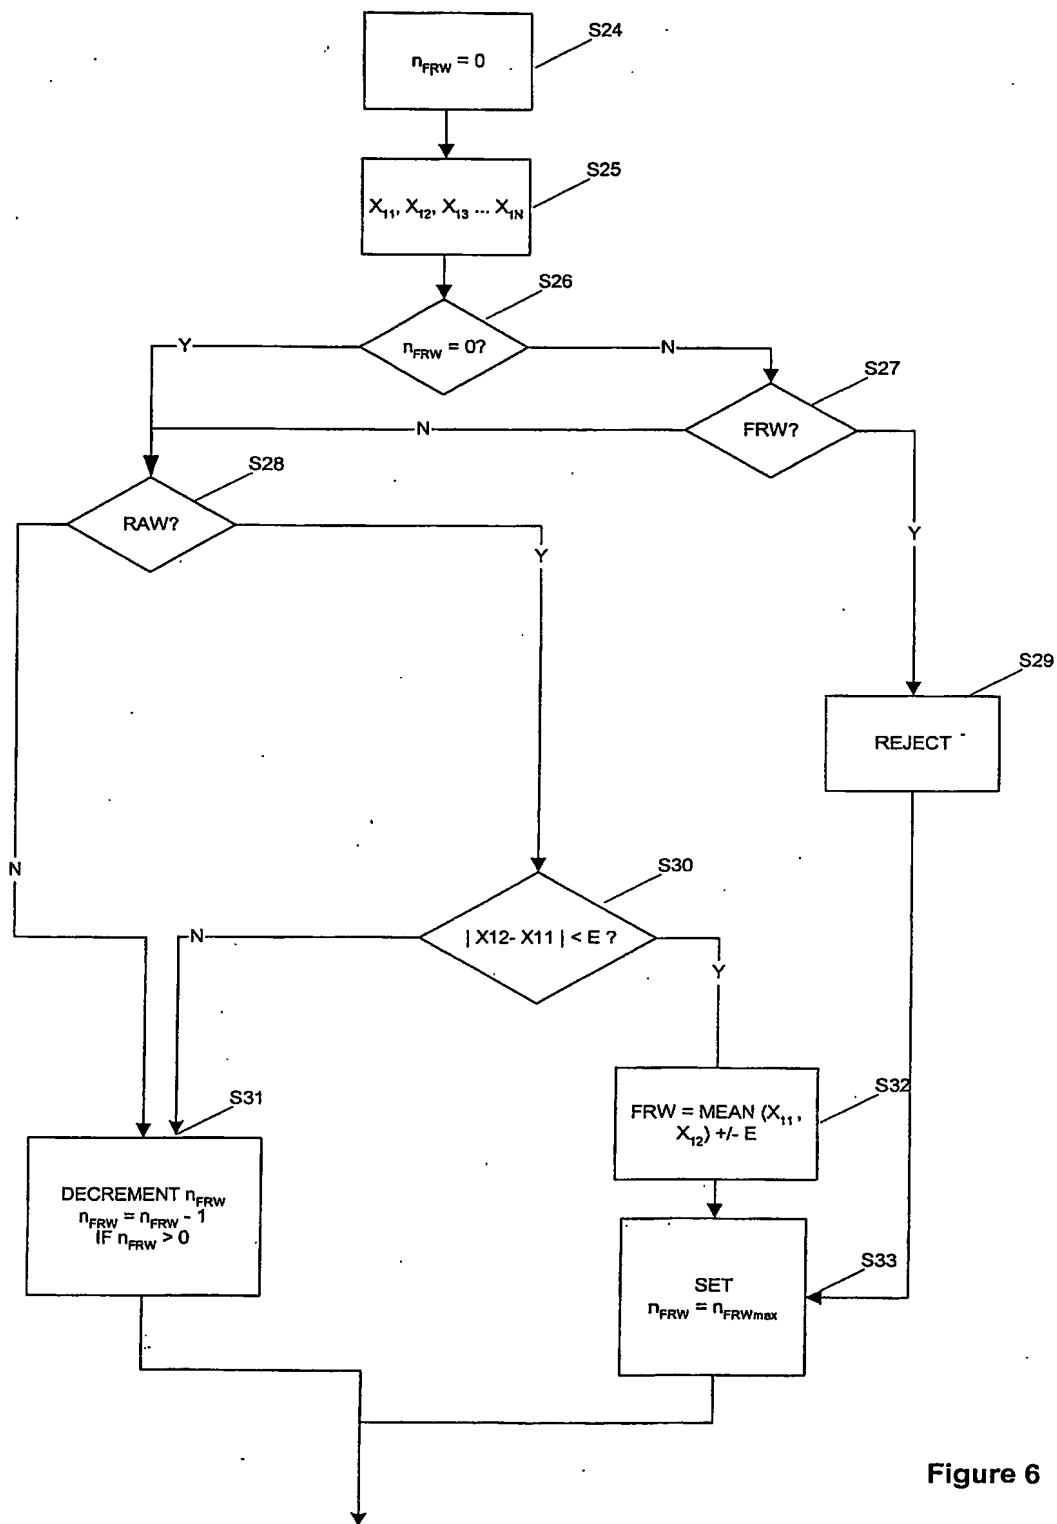 S24
n_FRW = 0
S25
X_11, X_12, X_13 ... X_1N
S26
n_FRW = 0?
Y
N
S27
FRW?
N
Y
S28
RAW?
Y
N
S29
REJECT
S30
| X12- X11 | < E ?
N
Y
S31
DECREMENT n_FRW
n_FRW = n_FRW - 1
IF n_FRW > 0
S32
FRW = MEAN (X_11,
X_12) +/- E
S33
SET
n_FRW = n_FRWmax
Figure 6